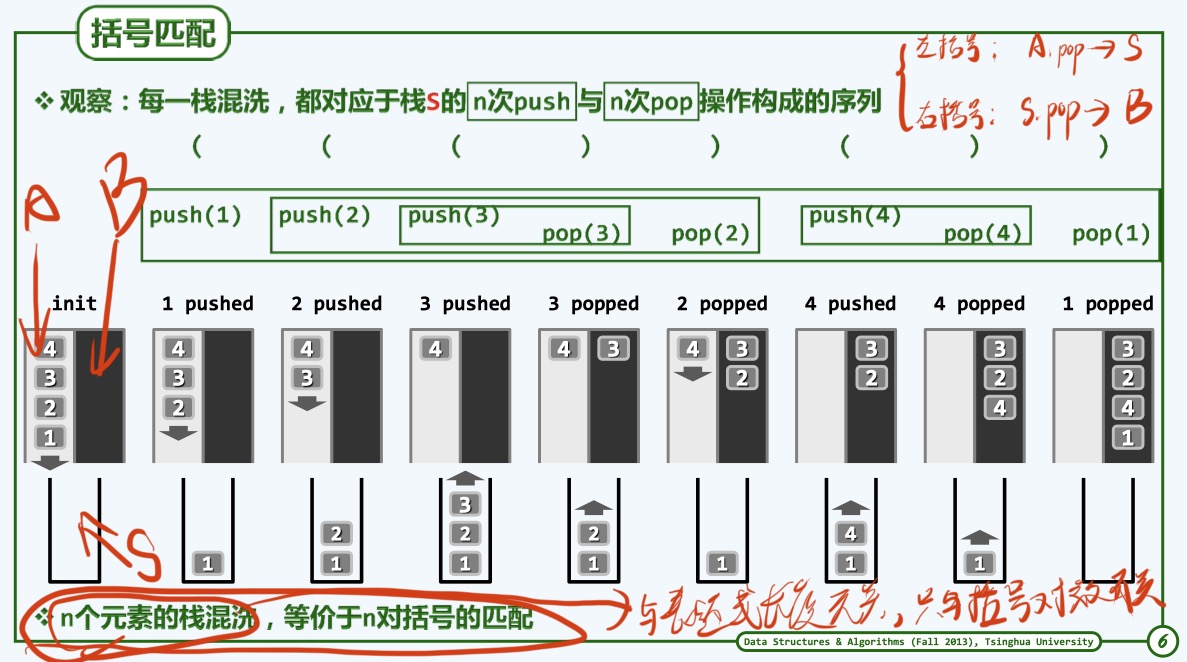 括号匹配
左括号： A.pop→S
❖ 观察：每一栈混洗，都对应于栈S的n次push与n次pop操作构成的序列
右括号： S.pop→B
( ( ( ) ) ( ) )
A B
push(1) push(2) push(3) pop(3) pop(2) push(4) pop(4) pop(1)
init 1 pushed 2 pushed 3 pushed 3 popped 2 popped 4 pushed 4 popped 1 popped
4 4 4 4 4 3 4 3 3 3 3
3 3 3 2 2 2 2
2 2 4 4
1 1
3
S 2 2 2 4
1 1 1 1 1 1 1
❖ n个元素的栈混洗，等价于n对括号的匹配
与表达式长度无关，只与括号对数有关
Data Structures & Algorithms (Fall 2013), Tsinghua University
6